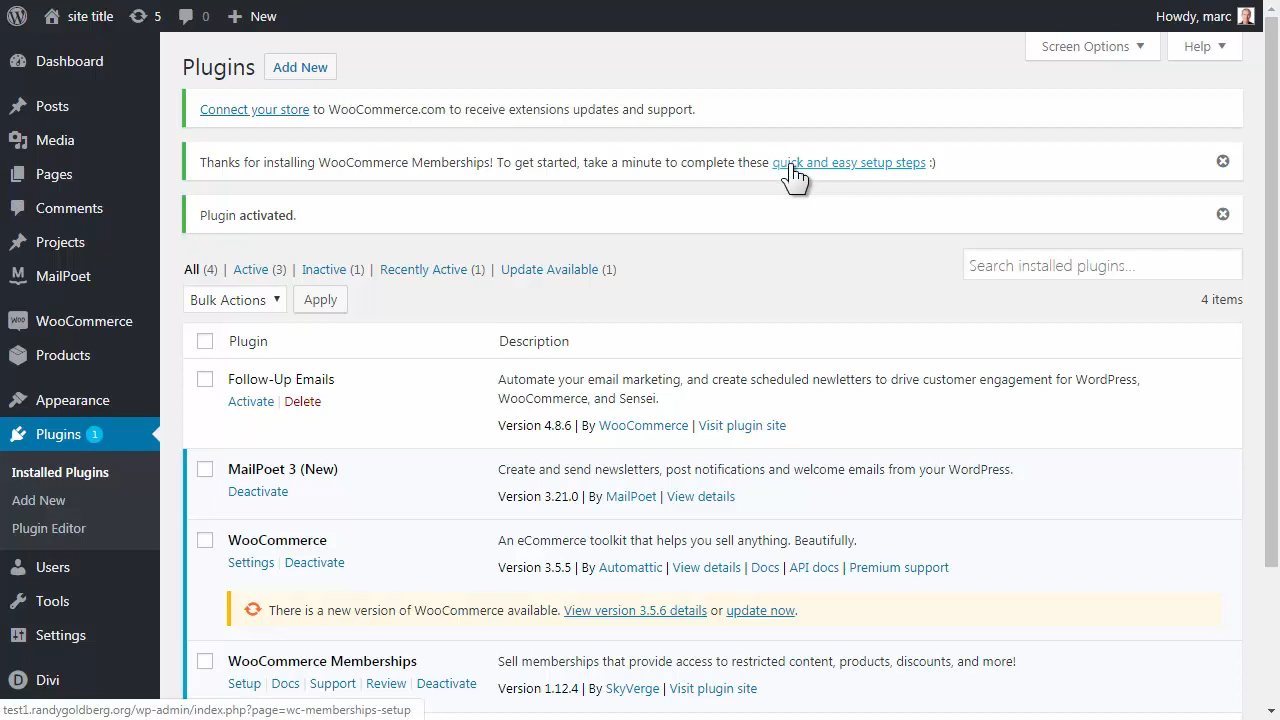 site title 5 0 New Howdy, marc
Screen Options Help
Dashboard
Posts
Media
Pages
Comments
Projects
MailPoet
WooCommerce
Products
Appearance
Plugins 1
Installed Plugins
Add New
Plugin Editor
Users
Tools
Settings
Divi
Plugins Add New
Connect your store to WooCommerce.com to receive extensions updates and support.
Thanks for installing WooCommerce Memberships! To get started, take a minute to complete these quick and easy setup steps :)
Plugin activated.
All (4) | Active (3) | Inactive (1) | Recently Active (1) | Update Available (1)
Search installed plugins...
Bulk Actions Apply 4 items
Plugin Description
Follow-Up Emails
Activate | Delete
Automate your email marketing, and create scheduled newletters to drive customer engagement for WordPress,
WooCommerce, and Sensei.
Version 4.8.6 | By WooCommerce | Visit plugin site
MailPoet 3 (New)
Deactivate
Create and send newsletters, post notifications and welcome emails from your WordPress.
Version 3.21.0 | By MailPoet | View details
WooCommerce
Settings | Deactivate
An eCommerce toolkit that helps you sell anything. Beautifully.
Version 3.5.5 | By Automattic | View details | Docs | API docs | Premium support
There is a new version of WooCommerce available. View version 3.5.6 details or update now.
WooCommerce Memberships
Setup | Docs | Support | Review | Deactivate
Sell memberships that provide access to restricted content, products, discounts, and more!
Version 1.12.4 | By SkyVerge | Visit plugin site
test1.randygoldberg.org/wp-admin/index.php?page=wc-memberships-setup